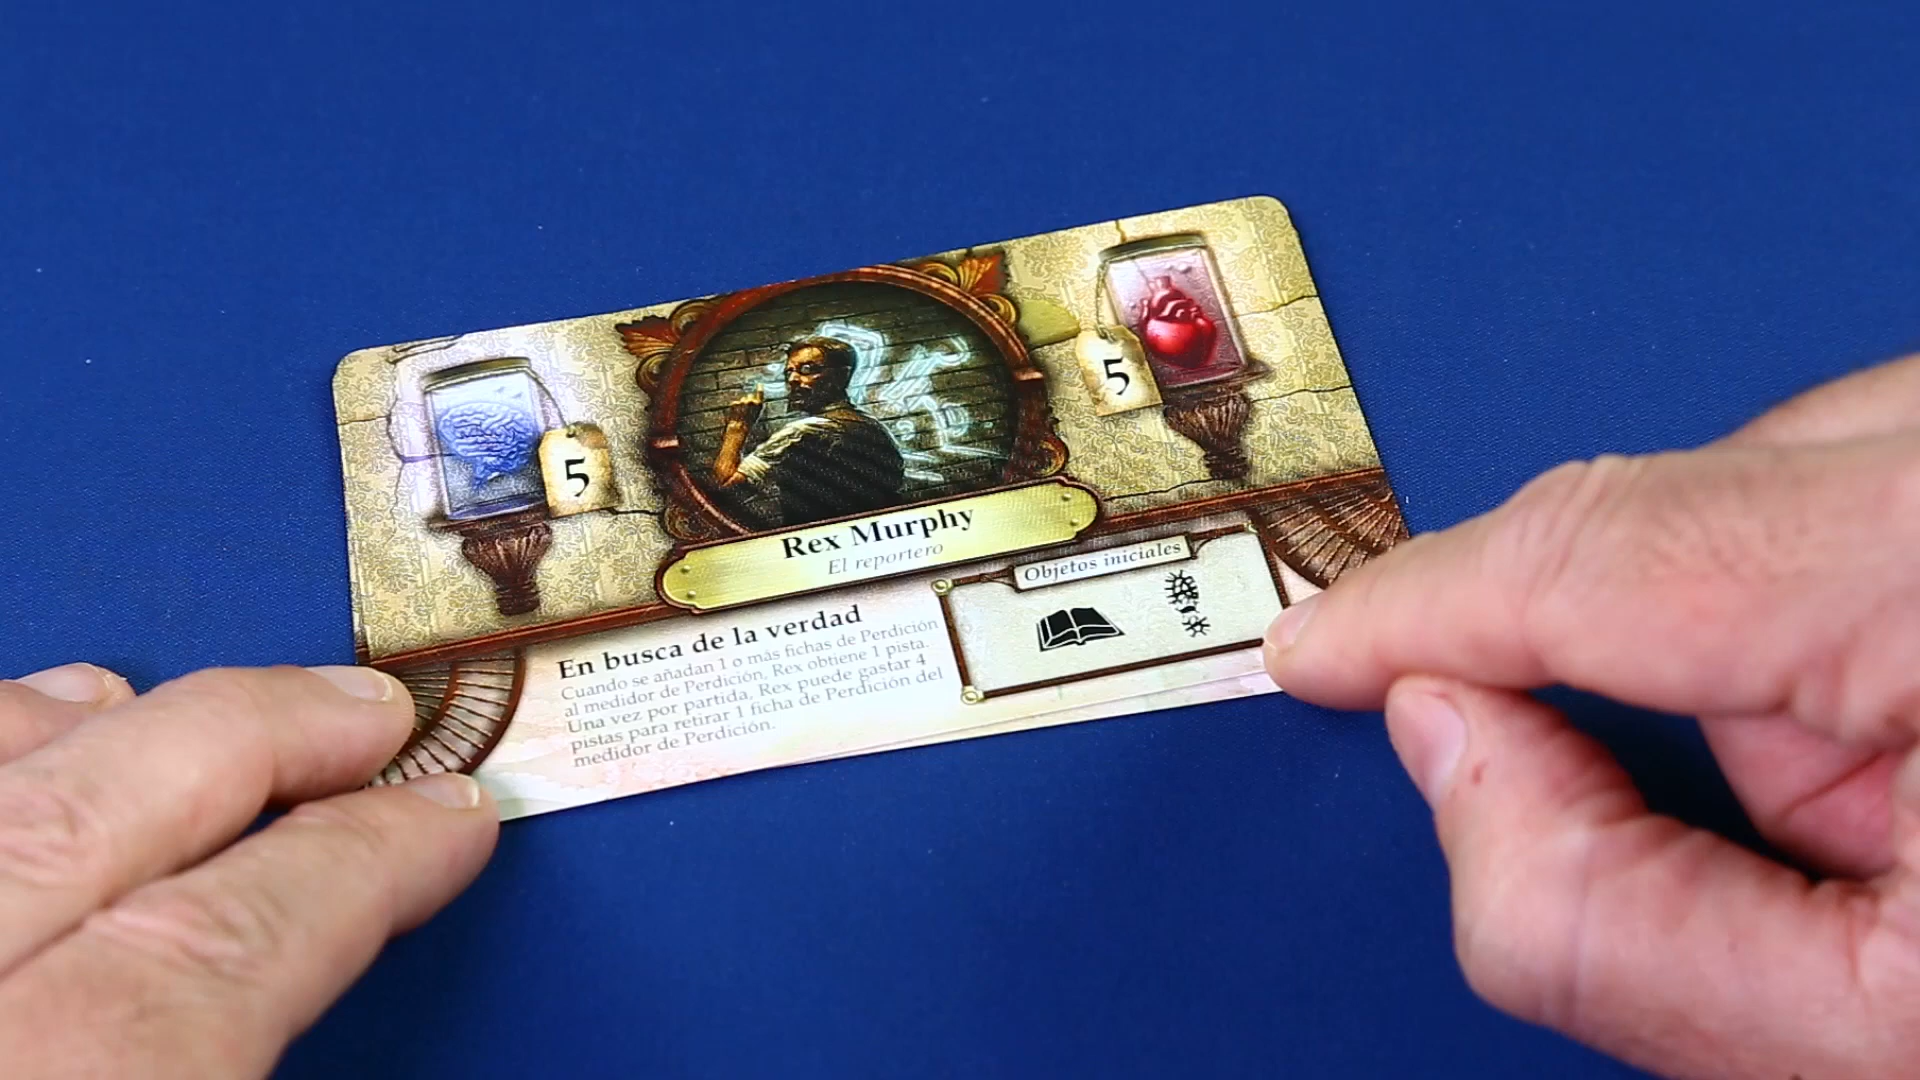 5
5
Rex Murphy
El reportero
Objetos iniciales
En busca de la verdad
Cuando se añadan 1 o más fichas de Perdición
al medidor de Perdición, Rex obtiene 1 pista.
Una vez por partida, Rex puede gastar 4
pistas para retirar 1 ficha de Perdición del
medidor de Perdición.